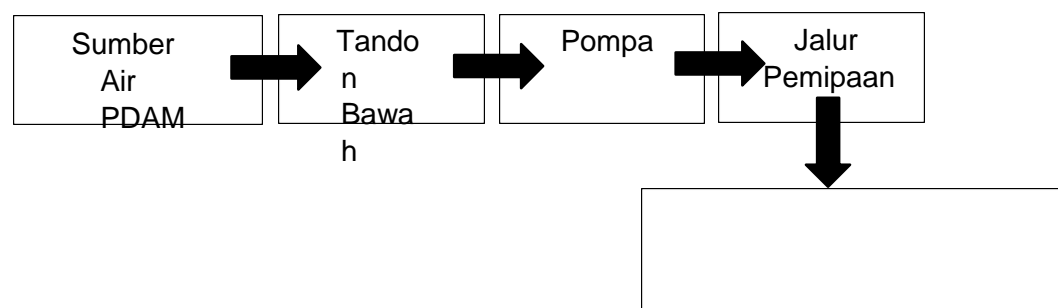 Sumber
Air
PDAM
Tando
n
Bawa
h
Pompa
Jalur
Pemipaan